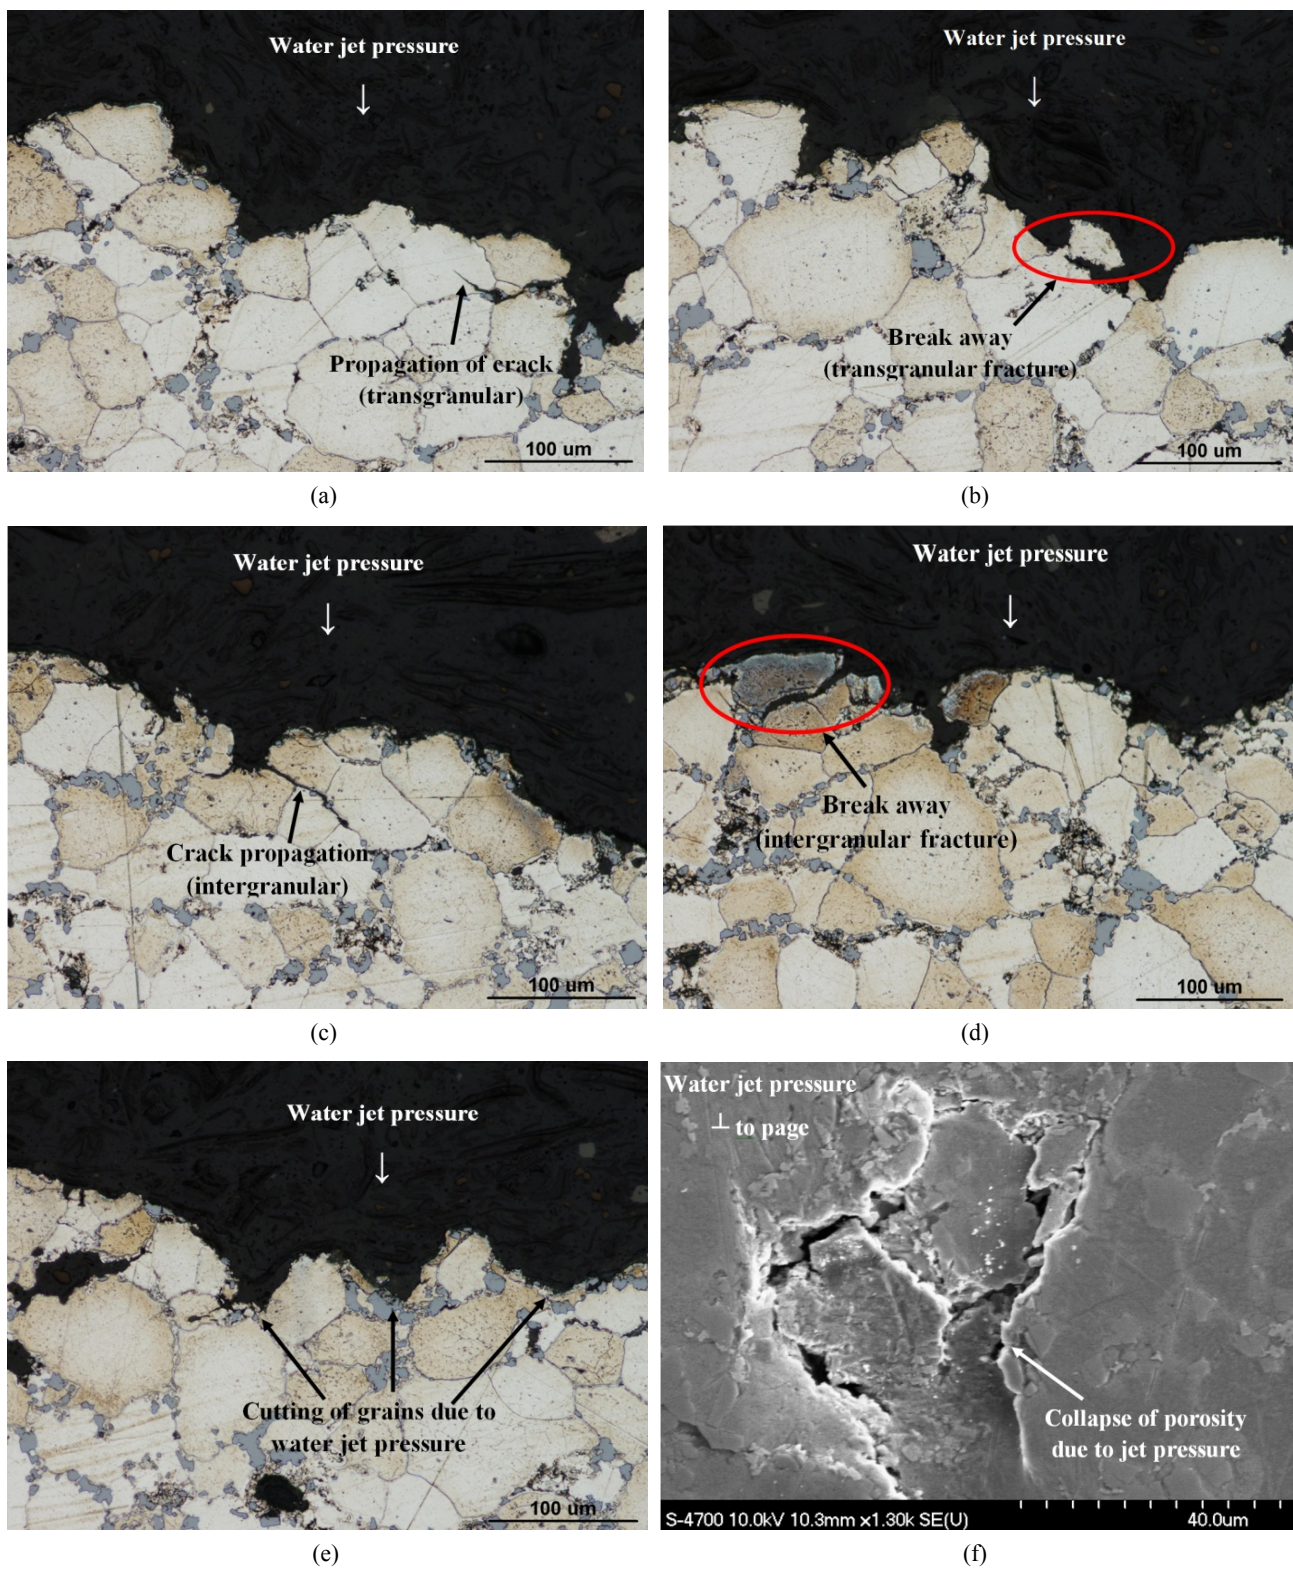 Water jet pressure
↓
Propagation of crack
(transgranular)
100 um
(a)
Water jet pressure
↓
Break away
(transgranular fracture)
100 um
(b)
Water jet pressure
↓
Crack propagation
(intergranular)
100 um
(c)
Water jet pressure
↓
Break away
(intergranular fracture)
100 um
(d)
Water jet pressure
↓
Cutting of grains due to
water jet pressure
100 um
(e)
Water jet pressure
⊥ to page
Collapse of porosity
due to jet pressure
S-4700 10.0kV 10.3mm x1.30k SE(U) 40.0um
(f)